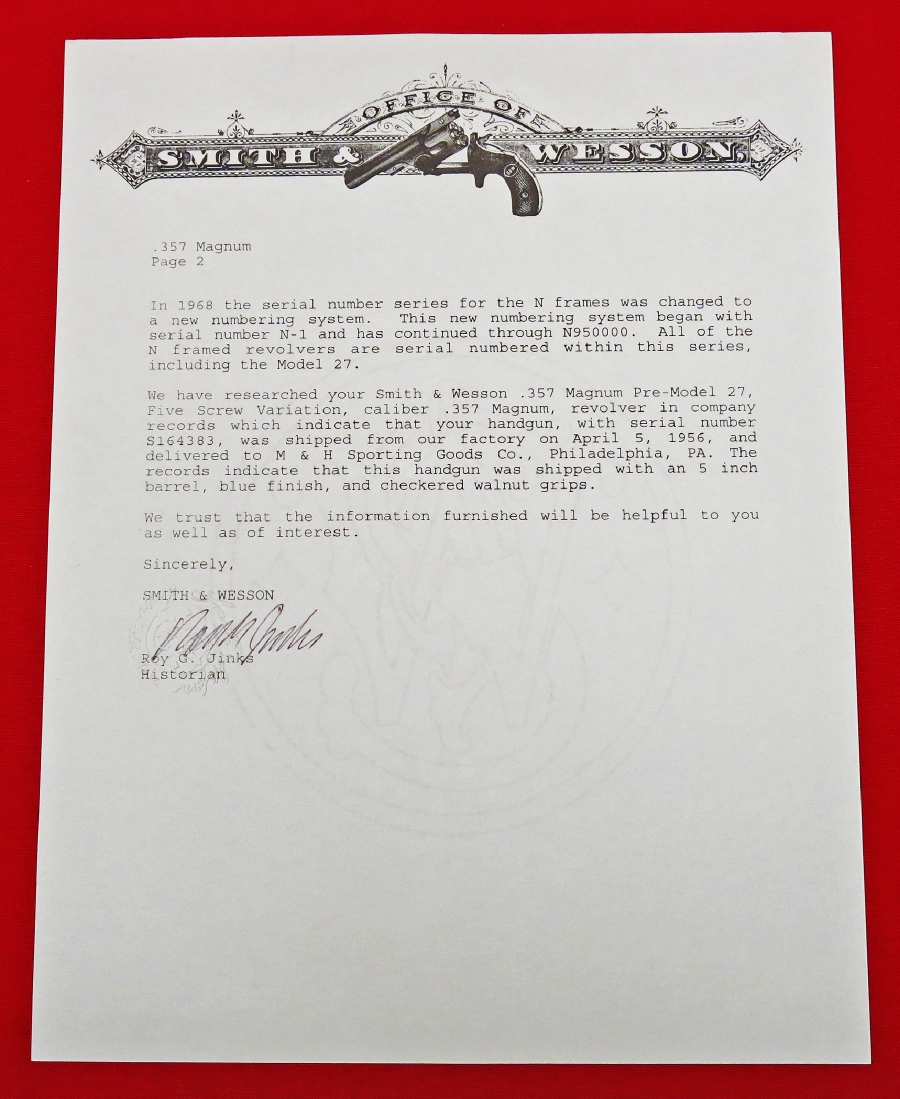 OFFICE OF
SMITH & WESSON.
.357 Magnum
Page 2
In 1968 the serial number series for the N frames was changed to
a new numbering system. This new numbering system began with
serial number N-1 and has continued through N950000. All of the
N framed revolvers are serial numbered within this series,
including the Model 27.
We have researched your Smith & Wesson .357 Magnum Pre-Model 27,
Five Screw Variation, caliber .357 Magnum, revolver in company
records which indicate that your handgun, with serial number
S164383, was shipped from our factory on April 5, 1956, and
delivered to M & H Sporting Goods Co., Philadelphia, PA. The
records indicate that this handgun was shipped with an 5 inch
barrel, blue finish, and checkered walnut grips.
We trust that the information furnished will be helpful to you
as well as of interest.
Sincerely,
SMITH & WESSON
Roy G. Jinks
Historian